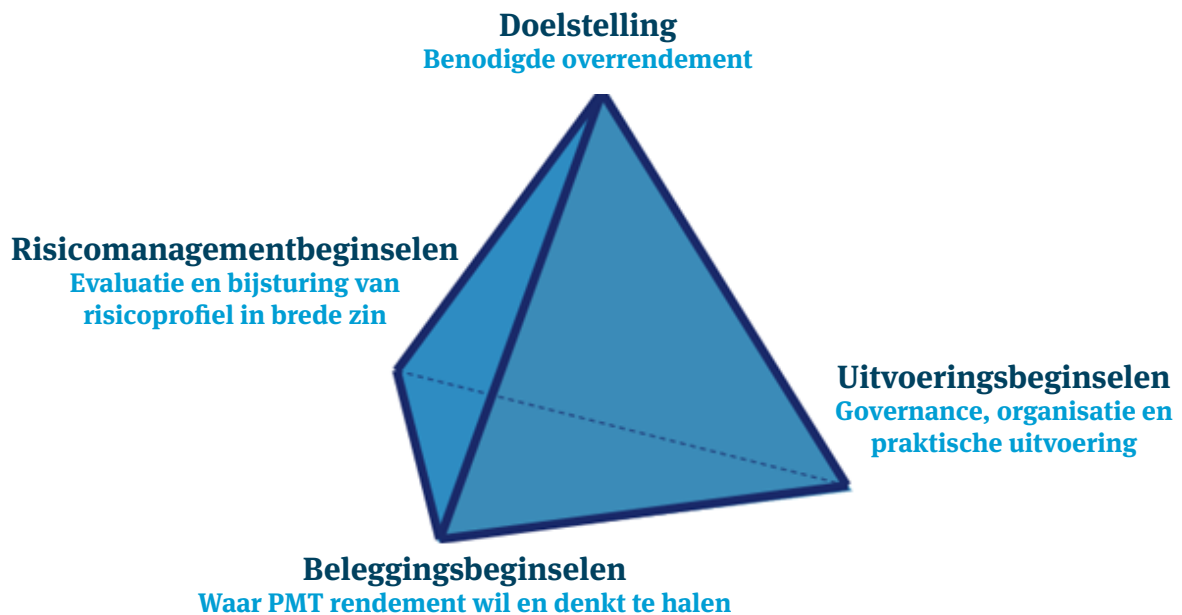 Doelstelling
Benodigde overrendement
Risicomanagementbeginselen
Evaluatie en bijsturing van
risicoprofiel in brede zin
Uitvoeringsbeginselen
Governance, organisatie en
praktische uitvoering
Beleggingsbeginselen
Waar PMT rendement wil en denkt te halen